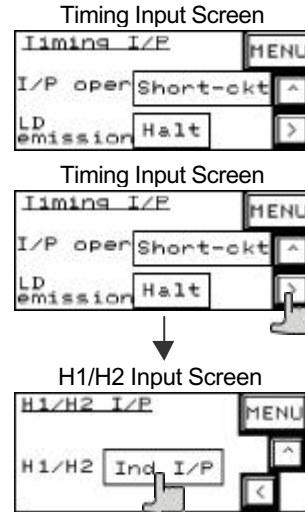 Timing Input Screen
Timing I/P MENU
I/P oper Short-ckt ^
LD emission Halt >
Timing Input Screen
Timing I/P MENU
I/P oper Short-ckt ^
LD emission Halt >
H1/H2 Input Screen
H1/H2 I/P MENU
^
H1/H2 Ind. I/P
<